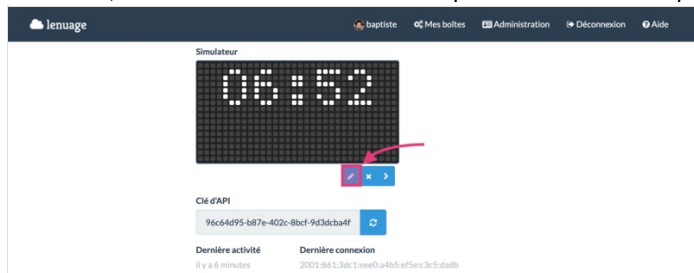 lenuage baptiste Mes boîtes Administration Déconnexion Aide
Simulateur
06:52
Clé d'API
96c64d95-b87e-402c-8bcf-9d3dcba4f
Dernière activité Dernière connexion
il y a 6 minutes 2001:861:3dc1:eee0:a4b5:ef5e:c3c5:dadb